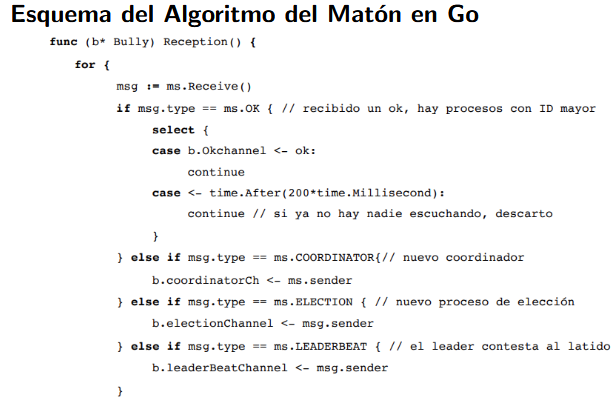 Esquema del Algoritmo del Matón en Go
func (b* Bully) Reception() {
for {
msg := ms.Receive()
if msg.type == ms.OK { // recibido un ok, hay procesos con ID mayor
select {
case b.Okchannel <- ok:
continue
case <- time.After(200*time.Millisecond):
continue // si ya no hay nadie escuchando, descarto
}
} else if msg.type == ms.COORDINATOR{// nuevo coordinador
b.coordinatorCh <- ms.sender
} else if msg.type == ms.ELECTION { // nuevo proceso de elección
b.electionChannel <- msg.sender
} else if msg.type == ms.LEADERBEAT { // el leader contesta al latido
b.leaderBeatChannel <- msg.sender
}